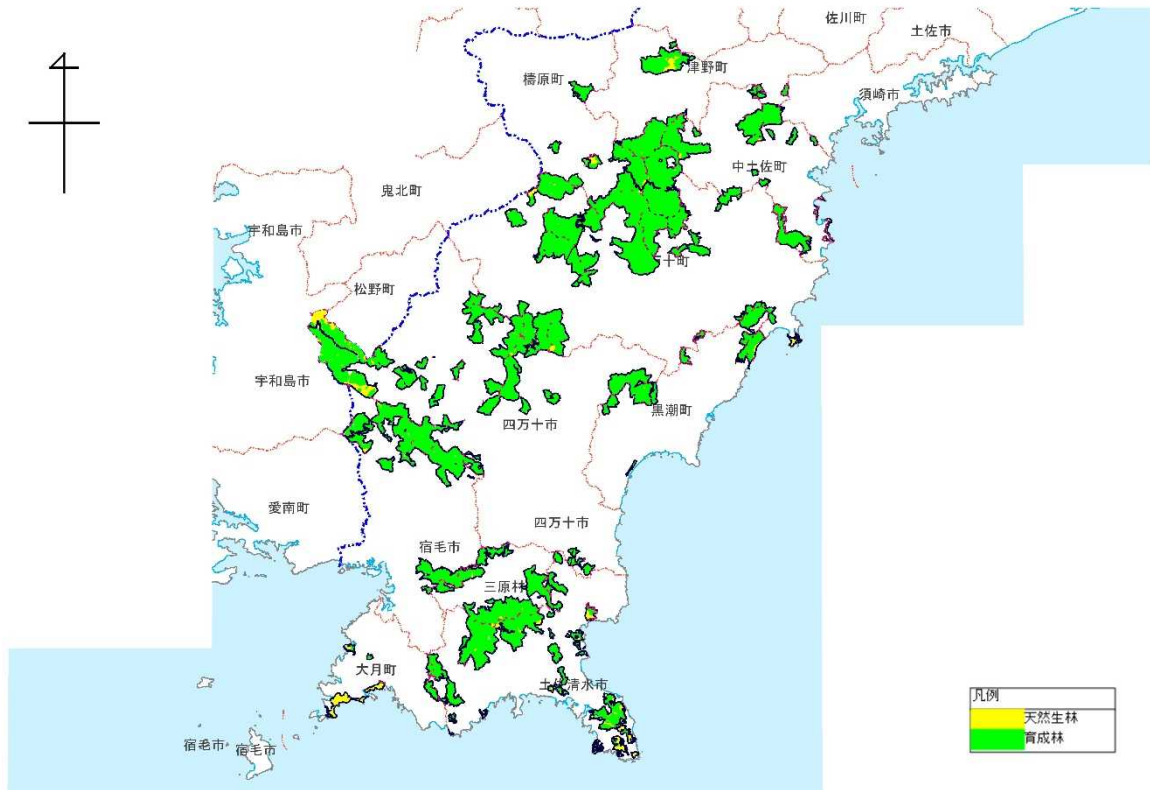 佐川町
土佐市
津野町
檮原町
須崎市
中土佐町
鬼北町
宇和島市
十町
松野町
宇和島市
黒潮町
四万十市
愛南町
四万十市
宿毛市
三原林
大月町
土佐清水市
宿毛市
宿毛市
凡例
天然生林
育成林